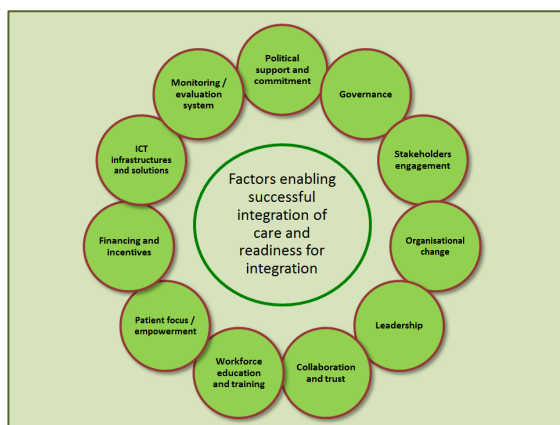 Political
support and
commitment
Governance
Stakeholders
engagement
Organisational
change
Leadership
Collaboration
and trust
Workforce
education
and training
Patient focus /
empowerment
Financing and
incentives
ICT
infrastructures
and solutions
Monitoring /
evaluation
system
Factors enabling
successful
integration of
care and
readiness for
integration